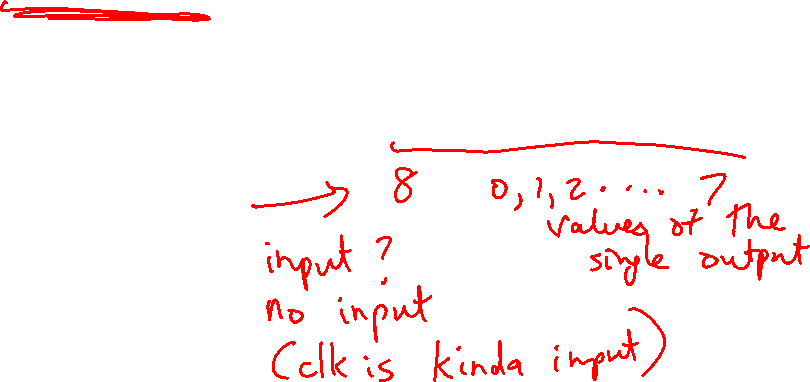 8 0, 1, 2 . . . . 7
values of the
single output
input ?
no input
(clk is kinda input)